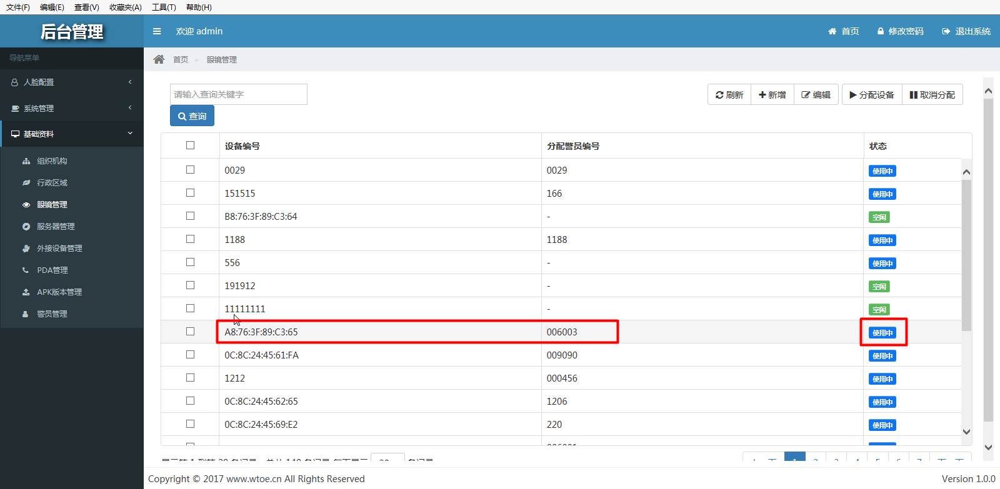 文件(F) 编辑(E) 查看(V) 收藏夹(A) 工具(T) 帮助(H)
后台管理 欢迎 admin 首页 修改密码 退出系统
导航菜单
首页 > 眼镜管理
人脸配置
系统管理
基础资料
组织机构
行政区域
眼镜管理
服务器管理
外接设备管理
PDA管理
APK版本管理
警员管理
请输入查询关键字
刷新 新增 编辑 分配设备 取消分配
查询
设备编号 分配警员编号 状态
0029 0029 使用中
151515 166 使用中
B8:76:3F:89:C3:64 - 空闲
1188 1188 使用中
556 - 使用中
191912 - 空闲
11111111 - 空闲
A8:76:3F:89:C3:65 006003 使用中
0C:8C:24:45:61:FA 009090 使用中
1212 000456 使用中
0C:8C:24:45:62:65 1206 使用中
0C:8C:24:45:69:E2 220 使用中
Copyright © 2017 www.wtoe.cn All Rights Reserved Version 1.0.0